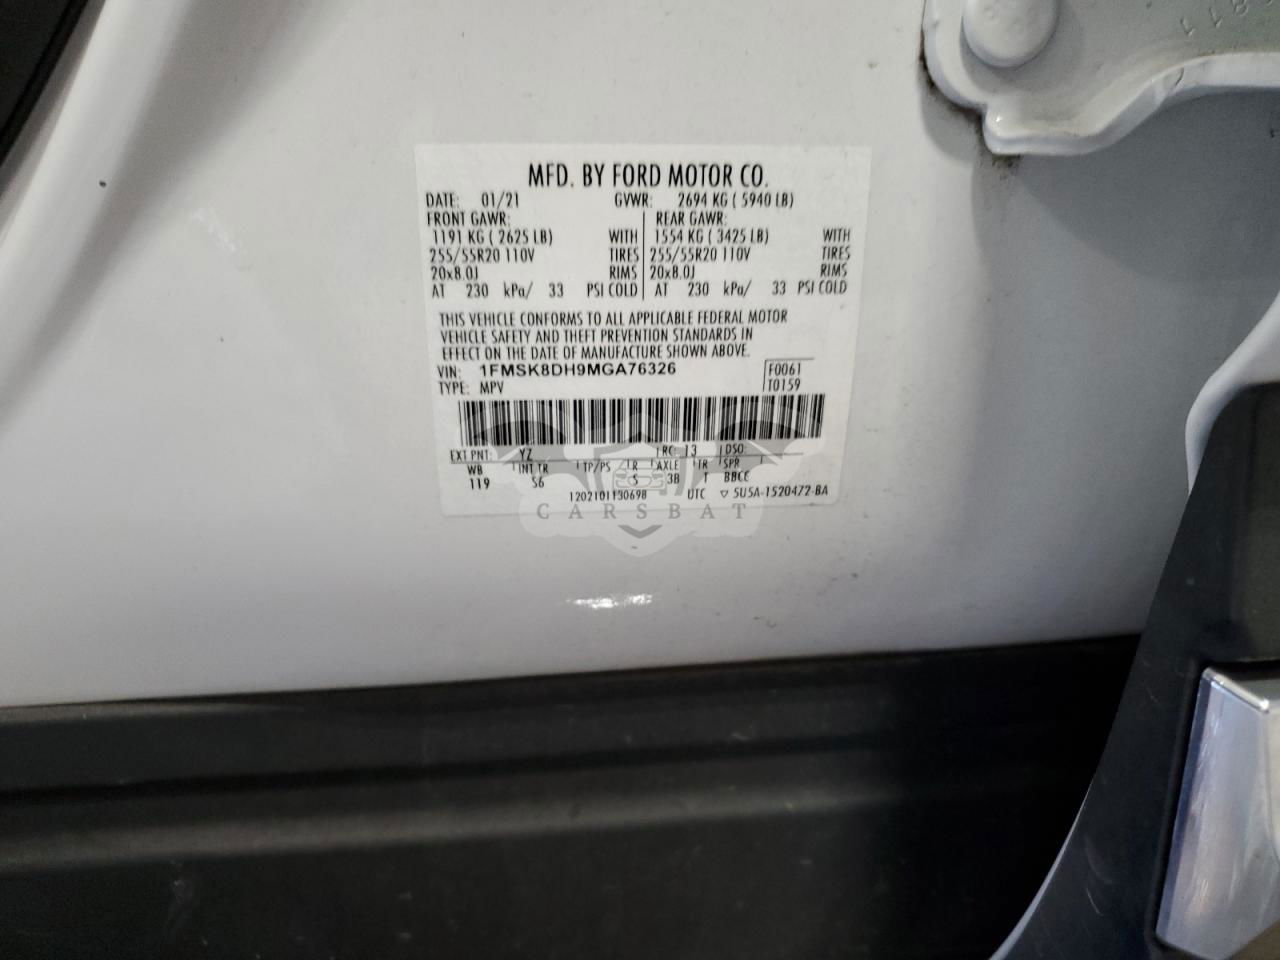 MFD. BY FORD MOTOR CO.
DATE: 01/21 GVWR: 2694 KG ( 5940 LB)
FRONT GAWR: REAR GAWR:
1191 KG ( 2625 LB) WITH 1554 KG ( 3425 LB) WITH
255/55R20 110V TIRES 255/55R20 110V TIRES
20x8.0J RIMS 20x8.0J RIMS
AT 230 kPa/ 33 PSI COLD AT 230 kPa/ 33 PSI COLD
THIS VEHICLE CONFORMS TO ALL APPLICABLE FEDERAL MOTOR
VEHICLE SAFETY AND THEFT PREVENTION STANDARDS IN
EFFECT ON THE DATE OF MANUFACTURE SHOWN ABOVE.
VIN: 1FMSK8DH9MGA76326 F0061
TYPE: MPV T0159
EXT PNT: YZ RC: 13 DSO:
WB INT TR TP/PS R AXLE TR SPR
119 S6 5 3B T BBCE
1202101130698 UTC ▽ 5U5A-1520472-BA
CARSBAT